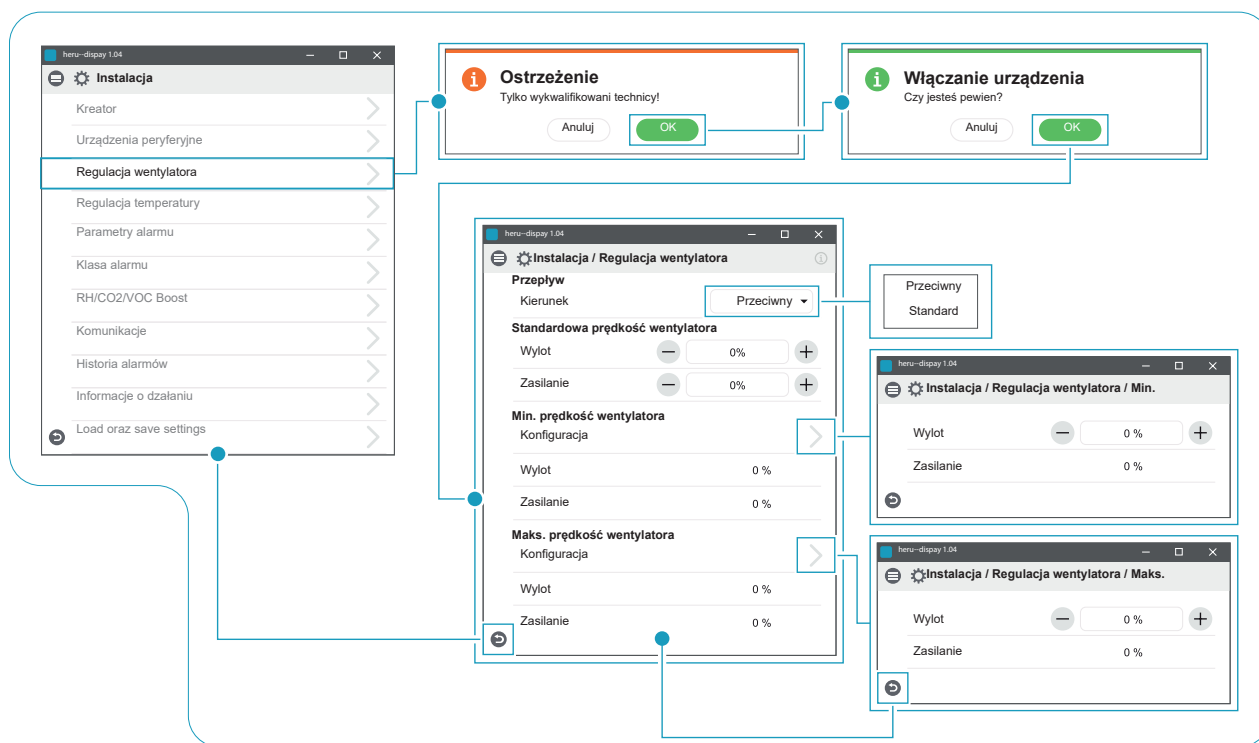 heru--dispay 1.04
Instalacja
Kreator
Urządzenia peryferyjne
Regulacja wentylatora
Regulacja temperatury
Parametry alarmu
Klasa alarmu
RH/CO2/VOC Boost
Komunikacje
Historia alarmów
Informacje o dzałaniu
Load oraz save settings
Ostrzeżenie
Tylko wykwalifikowani technicy!
Anuluj OK
Włączanie urządzenia
Czy jesteś pewien?
Anuluj OK
heru--dispay 1.04
Instalacja / Regulacja wentylatora
Przepływ
Kierunek Przeciwny
Standardowa prędkość wentylatora
Wylot 0%
Zasilanie 0%
Min. prędkość wentylatora
Konfiguracja
Wylot 0 %
Zasilanie 0 %
Maks. prędkość wentylatora
Konfiguracja
Wylot 0 %
Zasilanie 0 %
Przeciwny
Standard
heru--dispay 1.04
Instalacja / Regulacja wentylatora / Min.
Wylot 0 %
Zasilanie 0 %
heru--dispay 1.04
Instalacja / Regulacja wentylatora / Maks.
Wylot 0 %
Zasilanie 0 %